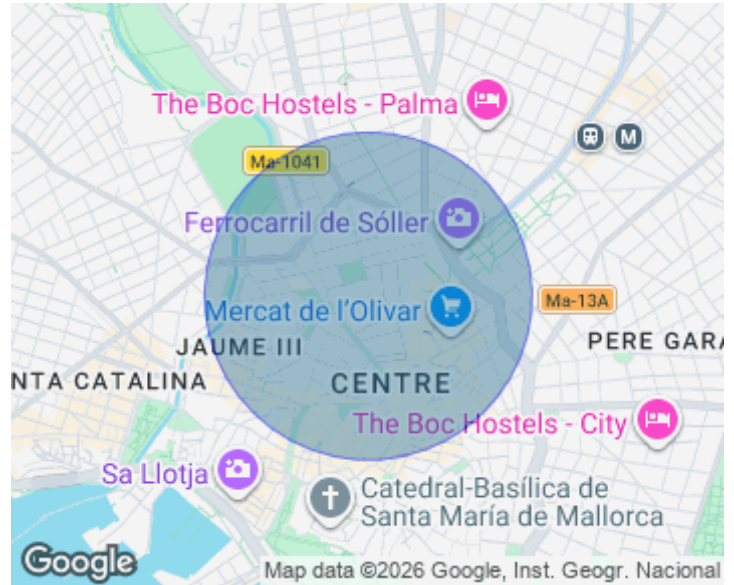 The Boc Hostels - Palma
Ma-1041
M
Ferrocarril de Sóller
Mercat de l'Olivar
Ma-13A
JAUME III
PERE GARA
NTA CATALINA
CENTRE
The Boc Hostels - City
Sa Llotja
Catedral-Basílica de
Santa María de Mallorca
Google
Map data ©2026 Google, Inst. Geogr. Nacional